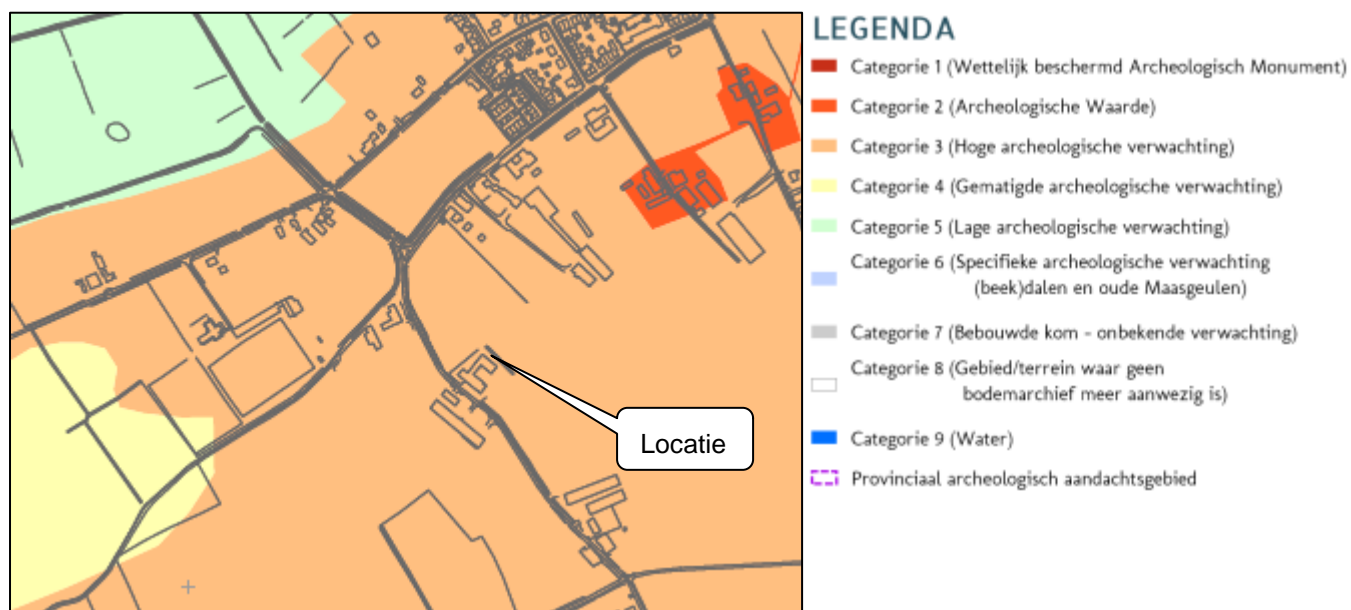 LEGENDA
Categorie 1 (Wettelijk beschermd Archeologisch Monument)
Categorie 2 (Archeologische Waarde)
Categorie 3 (Hoge archeologische verwachting)
Categorie 4 (Gematigde archeologische verwachting)
Categorie 5 (Lage archeologische verwachting)
Categorie 6 (Specifieke archeologische verwachting
(beek)dalen en oude Maasgeulen)
Categorie 7 (Bebouwde kom - onbekende verwachting)
Categorie 8 (Gebied/terrein waar geen
bodemarchief meer aanwezig is)
Categorie 9 (Water)
Provinciaal archeologisch aandachtsgebied
Locatie